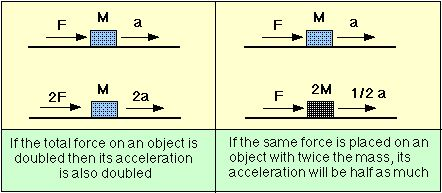 F M a
2F M 2a
If the total force on an object is
doubled then its acceleration
is also doubled
F M a
F 2M 1/2 a
If the same force is placed on an
object with twice the mass, its
acceleration will be half as much